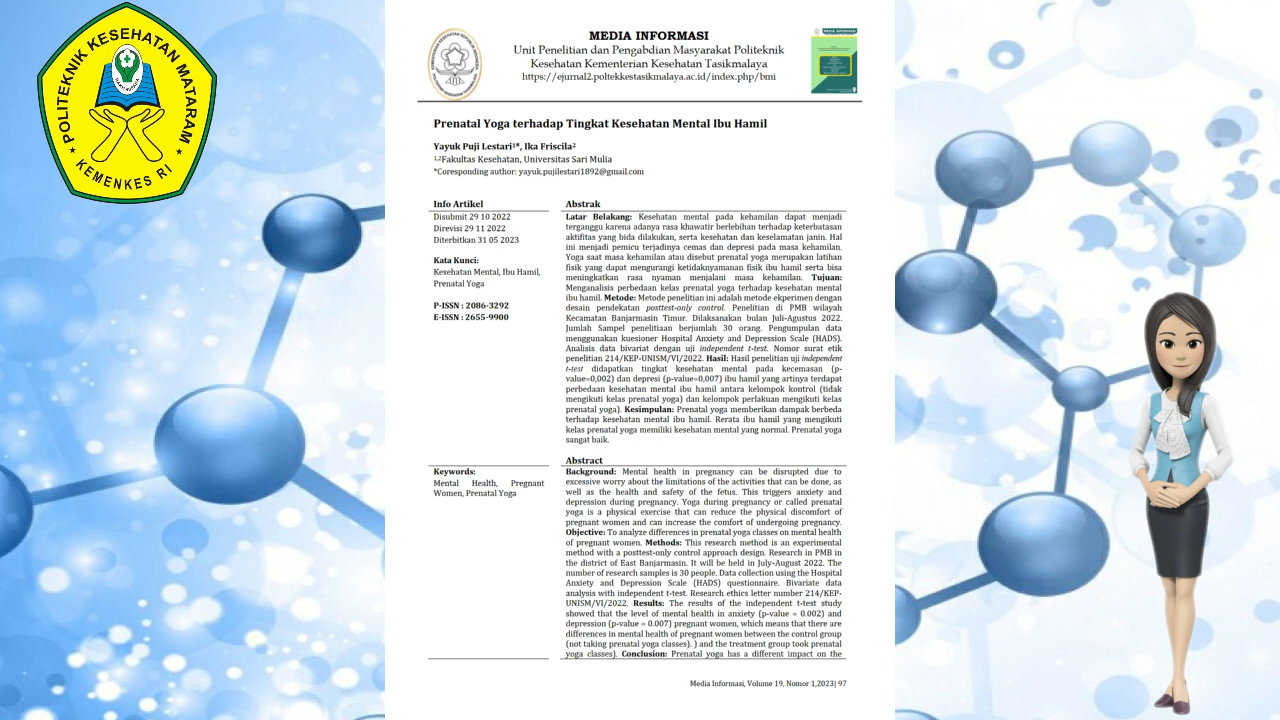 POLITEKNIK KESEHATAN MATARAM
KEMENKES RI
MEDIA INFORMASI
Unit Penelitian dan Pengabdian Masyarakat Politeknik
Kesehatan Kementerian Kesehatan Tasikmalaya
https://ejurnal2.poltekkestasikmalaya.ac.id/index.php/bmi
MEDIA INFORMASI
Prenatal Yoga terhadap Tingkat Kesehatan Mental Ibu Hamil
Yayuk Puji Lestari¹*, Ika Friscila²
¹,²Fakultas Kesehatan, Universitas Sari Mulia
*Coresponding author: yayuk.pujilestari1892@gmail.com
Info Artikel
Disubmit 29 10 2022
Direvisi 29 11 2022
Diterbitkan 31 05 2023
Kata Kunci:
Kesehatan Mental, Ibu Hamil,
Prenatal Yoga
P-ISSN : 2086-3292
E-ISSN : 2655-9900
Abstrak
Latar Belakang: Kesehatan mental pada kehamilan dapat menjadi
terganggu karena adanya rasa khawatir berlebihan terhadap keterbatasan
aktifitas yang bida dilakukan, serta kesehatan dan keselamatan janin. Hal
ini menjadi pemicu terjadinya cemas dan depresi pada masa kehamilan.
Yoga saat masa kehamilan atau disebut prenatal yoga merupakan latihan
fisik yang dapat mengurangi ketidaknyamanan fisik ibu hamil serta bisa
meningkatkan rasa nyaman menjalani masa kehamilan. Tujuan:
Menganalisis perbedaan kelas prenatal yoga terhadap kesehatan mental
ibu hamil. Metode: Metode penelitian ini adalah metode ekperimen dengan
desain pendekatan posttest-only control. Penelitian di PMB wilayah
Kecamatan Banjarmasin Timur. Dilaksanakan bulan Juli-Agustus 2022.
Jumlah Sampel penelitiaan berjumlah 30 orang. Pengumpulan data
menggunakan kuesioner Hospital Anxiety and Depression Scale (HADS).
Analisis data bivariat dengan uji independent t-test. Nomor surat etik
penelitian 214/KEP-UNISM/VI/2022. Hasil: Hasil penelitian uji independent
t-test didapatkan tingkat kesehatan mental pada kecemasan (p-
value=0,002) dan depresi (p-value=0,007) ibu hamil yang artinya terdapat
perbedaan kesehatan mental ibu hamil antara kelompok kontrol (tidak
mengikuti kelas prenatal yoga) dan kelompok perlakuan mengikuti kelas
prenatal yoga). Kesimpulan: Prenatal yoga memberikan dampak berbeda
terhadap kesehatan mental ibu hamil. Rerata ibu hamil yang mengikuti
kelas prenatal yoga memiliki kesehatan mental yang normal. Prenatal yoga
sangat baik.
Keywords:
Mental Health, Pregnant
Women, Prenatal Yoga
Abstract
Background: Mental health in pregnancy can be disrupted due to
excessive worry about the limitations of the activities that can be done, as
well as the health and safety of the fetus. This triggers anxiety and
depression during pregnancy. Yoga during pregnancy or called prenatal
yoga is a physical exercise that can reduce the physical discomfort of
pregnant women and can increase the comfort of undergoing pregnancy.
Objective: To analyze differences in prenatal yoga classes on mental health
of pregnant women. Methods: This research method is an experimental
method with a posttest-only control approach design. Research in PMB in
the district of East Banjarmasin. It will be held in July-August 2022. The
number of research samples is 30 people. Data collection using the Hospital
Anxiety and Depression Scale (HADS) questionnaire. Bivariate data
analysis with independent t-test. Research ethics letter number 214/KEP-
UNISM/VI/2022. Results: The results of the independent t-test study
showed that the level of mental health in anxiety (p-value = 0.002) and
depression (p-value = 0.007) pregnant women, which means that there are
differences in mental health of pregnant women between the control group
(not taking prenatal yoga classes). ) and the treatment group took prenatal
yoga classes). Conclusion: Prenatal yoga has a different impact on the
Media Informasi, Volume 19, Nomor 1,2023| 97